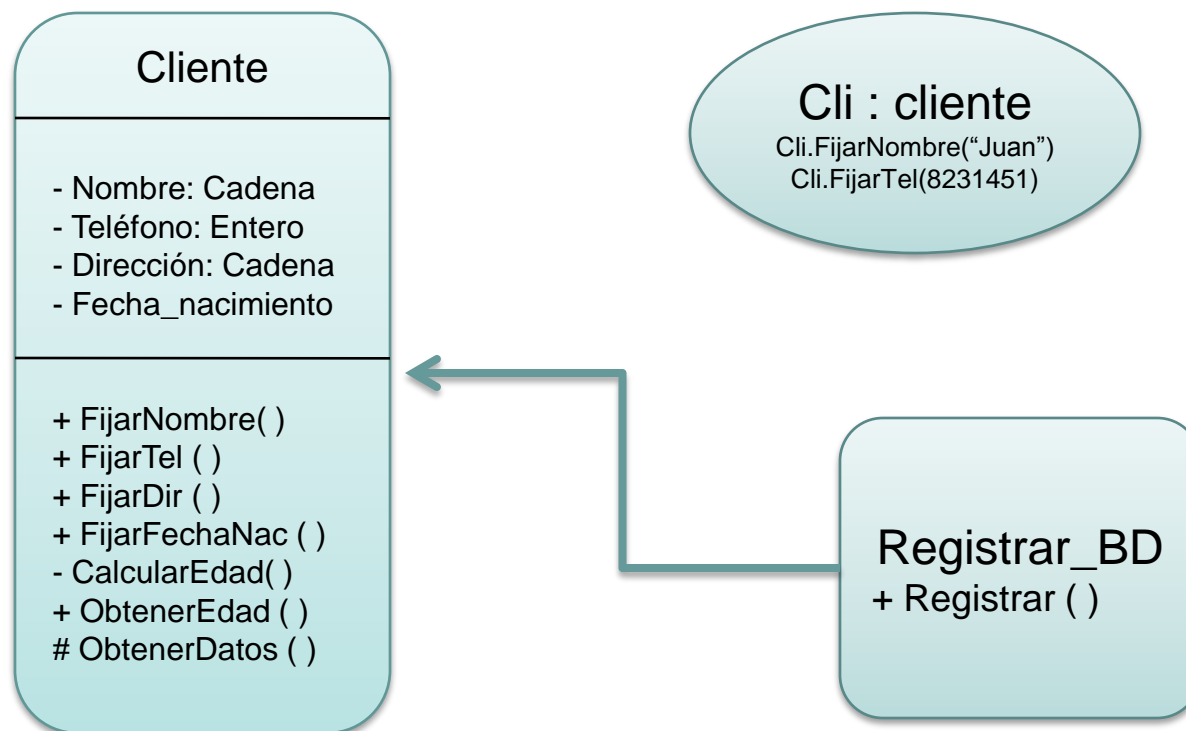 Cliente
- Nombre: Cadena
- Teléfono: Entero
- Dirección: Cadena
- Fecha_nacimiento
+ FijarNombre( )
+ FijarTel ( )
+ FijarDir ( )
+ FijarFechaNac ( )
- CalcularEdad( )
+ ObtenerEdad ( )
# ObtenerDatos ( )
Cli : cliente
Cli.FijarNombre(“Juan”)
Cli.FijarTel(8231451)
Registrar_BD
+ Registrar ( )